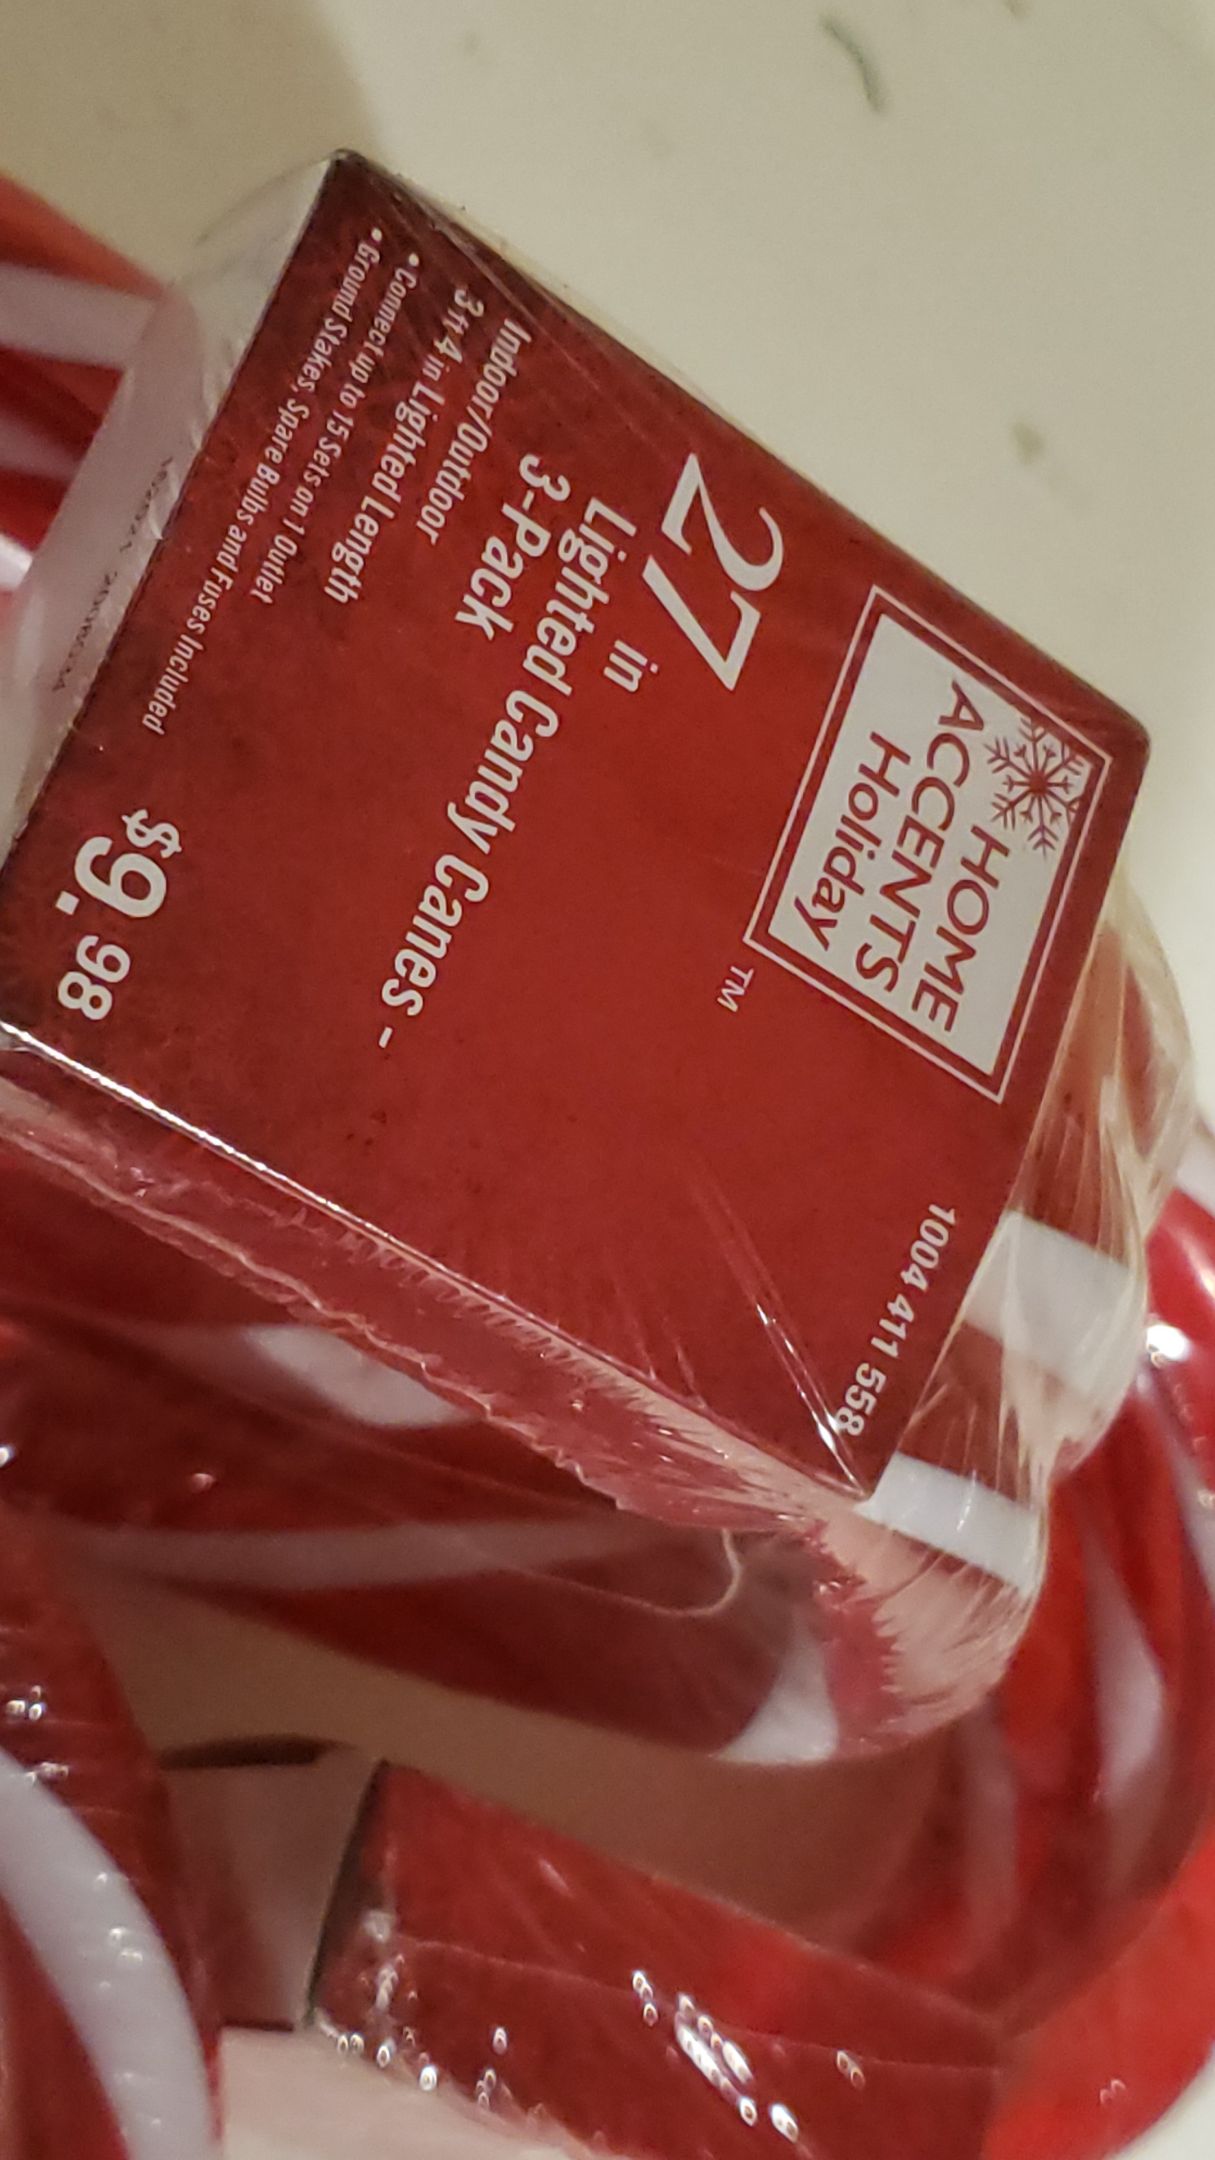 HOME
ACCENTS
Holiday
TM
1004 411 558
27 in
Lighted Candy Canes -
3-Pack
Indoor/Outdoor
3 ft 4 in Lighted Length
• Connect up to 15 Sets on 1 Outlet
• Ground Stakes, Spare Bulbs and Fuses Included
$9.98